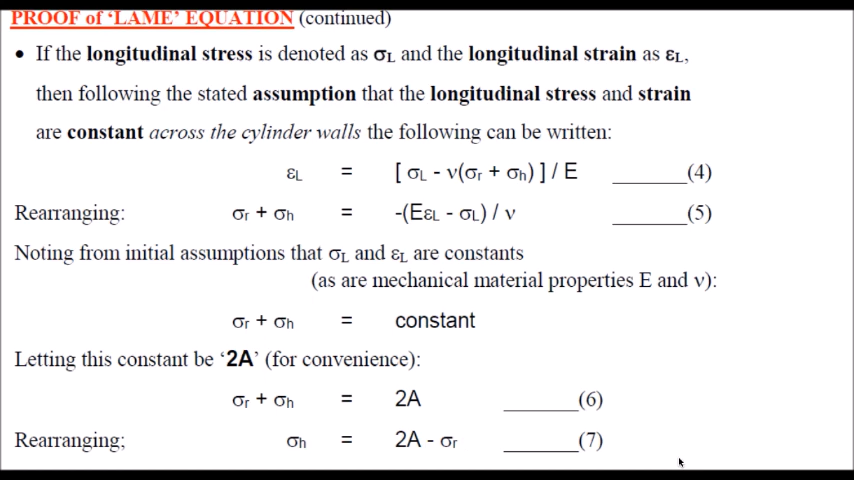 PROOF of ‘LAME’ EQUATION (continued)
• If the longitudinal stress is denoted as σL and the longitudinal strain as εL,
then following the stated assumption that the longitudinal stress and strain
are constant across the cylinder walls the following can be written:
εL = [ σL - ν(σr + σh) ] / E ________(4)
Rearranging: σr + σh = -(EεL - σL) / ν ________(5)
Noting from initial assumptions that σL and εL are constants
(as are mechanical material properties E and ν):
σr + σh = constant
Letting this constant be ‘2A’ (for convenience):
σr + σh = 2A ________(6)
Rearranging; σh = 2A - σr ________(7)